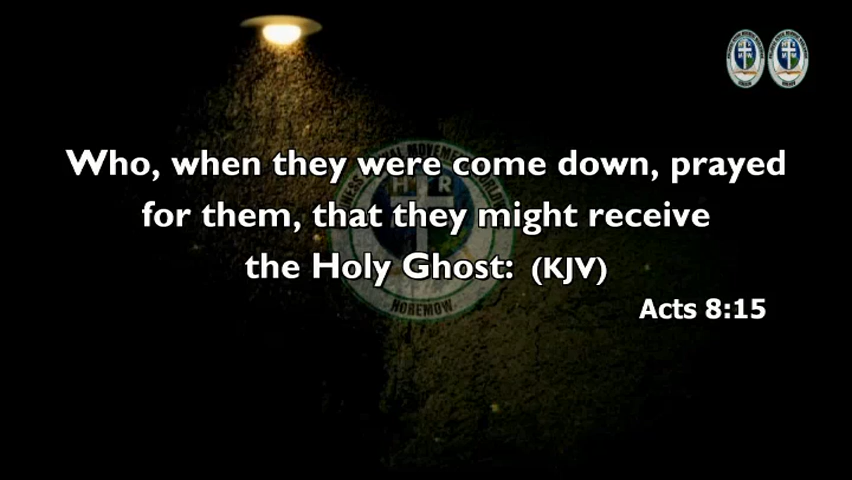 Who, when they were come down, prayed
for them, that they might receive
the Holy Ghost: (KJV)
Acts 8:15
H R
HOREMOW.